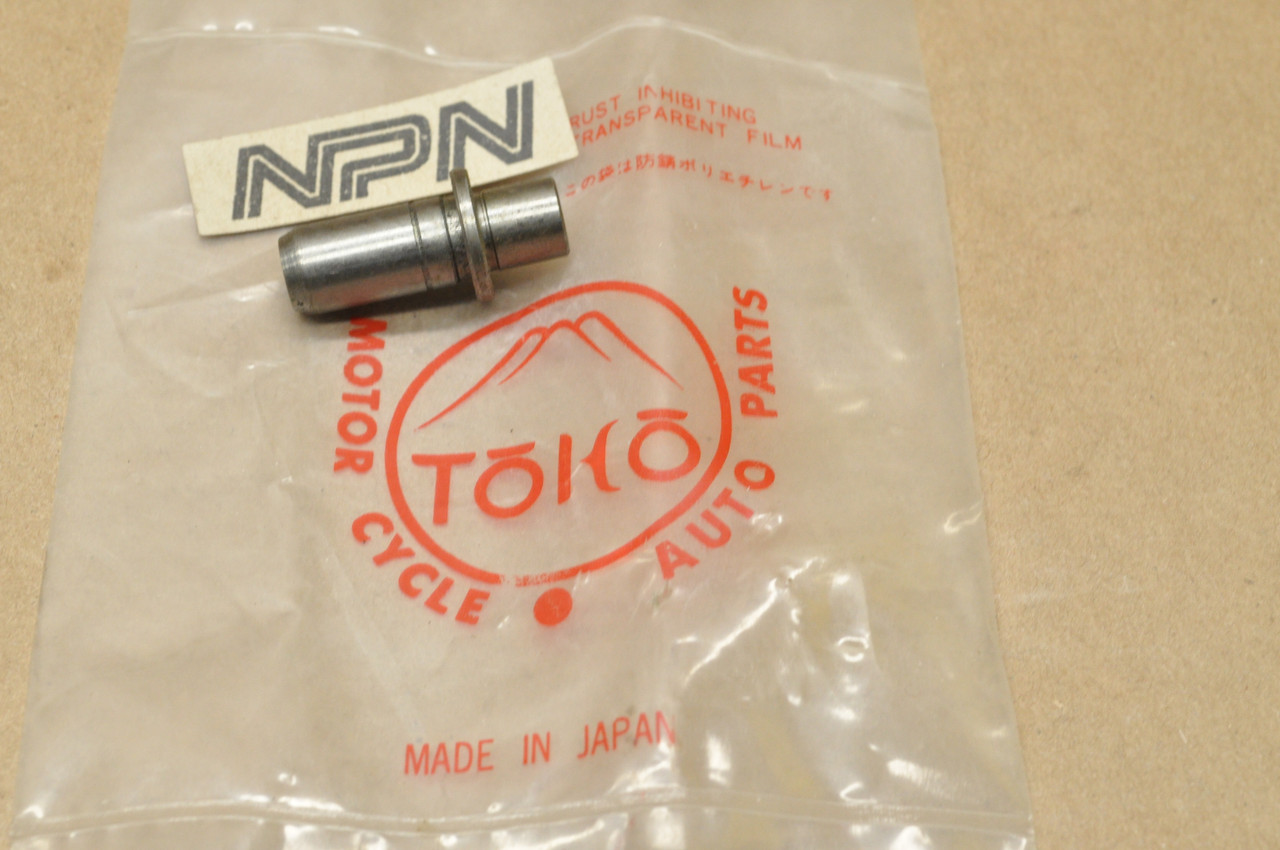 NPN
RUST INHIBITING
TRANSPARENT FILM
この袋は防錆ポリエチレンです
TŌKŌ
MOTOR CYCLE • AUTO PARTS
MADE IN JAPAN